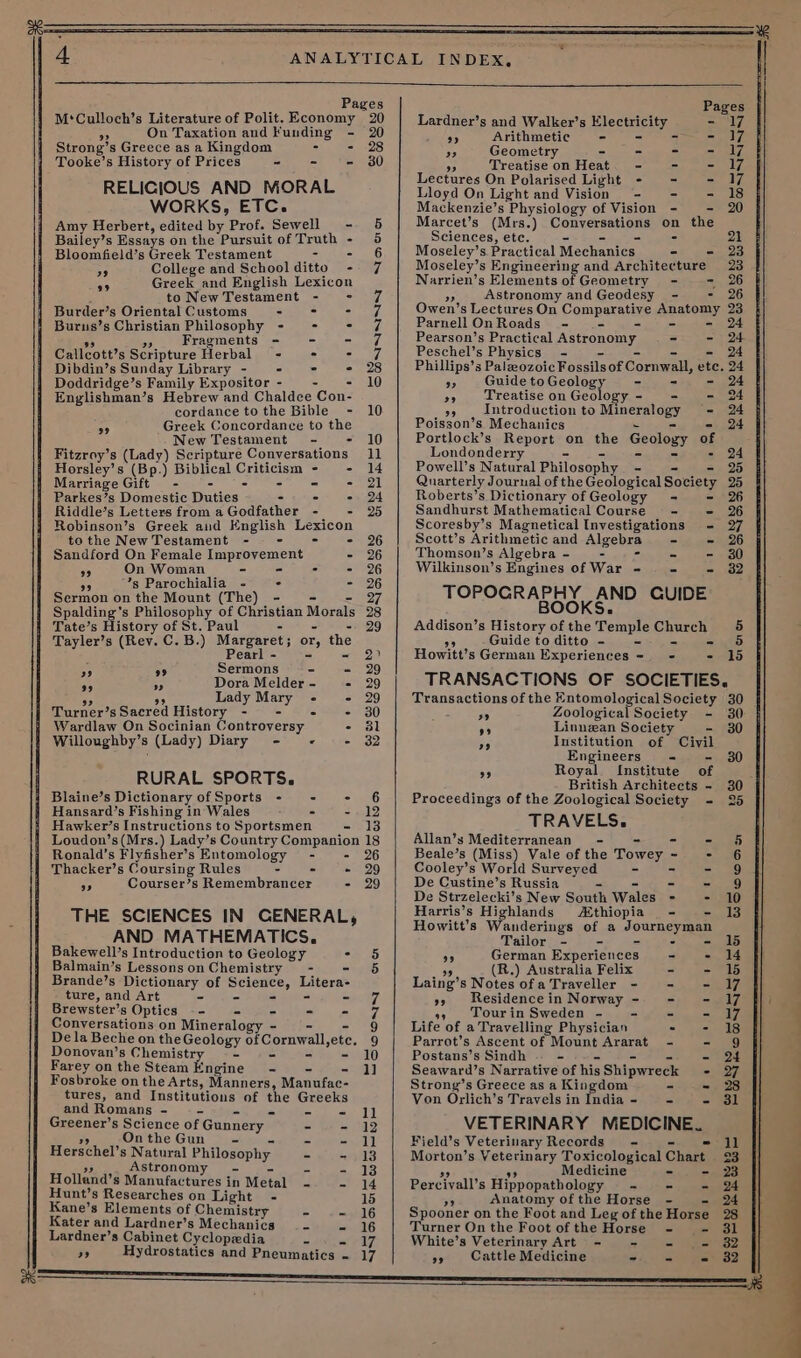 4 ANALYTICAL INDEX.
Pages
M‘Culloch’s Literature of Polit. Economy 20
,, On Taxation and Funding - 20
Strong’s Greece as a Kingdom - - 28
Tooke’s History of Prices - - - 30
RELIGIOUS AND MORAL
WORKS, ETC.
Amy Herbert, edited by Prof. Sewell - 5
Bailey’s Essays on the Pursuit of Truth - 5
Bloomfield’s Greek Testament - - 6
,, College and School ditto - 7
,, Greek and English Lexicon
to New Testament - - 7
Burder’s Oriental Customs - - - 7
Burns’s Christian Philosophy - - - 7
,, ,, Fragments - - - 7
Callcott’s Scripture Herbal - - - 7
Dibdin’s Sunday Library - - - - 28
Doddridge’s Family Expositor - - - 10
Englishman’s Hebrew and Chaldee Con-
cordance to the Bible - 10
,, Greek Concordance to the
New Testament - - 10
Fitzroy’s (Lady) Scripture Conversations 11
Horsley’s (Bp.) Biblical Criticism - - 14
Marriage Gift - - - - - - 21
Parkes’s Domestic Duties - - - 24
Riddle’s Letters from a Godfather - - 25
Robinson’s Greek and English Lexicon
to the New Testament - - - - 26
Sandford On Female Improvement - 26
,, On Woman - - - - 26
,, ’s Parochialia - - - 26
Sermon on the Mount (The) - - - 27
Spalding’s Philosophy of Christian Morals 28
Tate’s History of St. Paul - - - 29
Tayler’s (Rev. C. B.) Margaret; or, the
Pearl - - - 29
,, ,, Sermons - - 29
,, ,, Dora Melder - - 29
,, ,, Lady Mary - - 29
Turner’s Sacred History - - - - 30
Wardlaw On Socinian Controversy - 31
Willoughby’s (Lady) Diary - - - 32
RURAL SPORTS.
Blaine’s Dictionary of Sports - - - 6
Hansard’s Fishing in Wales - - 12
Hawker’s Instructions to Sportsmen - 13
Loudon’s (Mrs.) Lady’s Country Companion 18
Ronald’s Flyfisher’s Entomology - - 26
Thacker’s Coursing Rules - - - 29
,, Courser’s Remembrancer - 29
THE SCIENCES IN GENERAL,
AND MATHEMATICS.
Bakewell’s Introduction to Geology - 5
Balmain’s Lessons on Chemistry - - 5
Brande’s Dictionary of Science, Litera-
ture, and Art - - - - - 7
Brewster’s Optics - - - - - 7
Conversations on Mineralogy - - - 9
De la Beche on the Geology of Cornwall, etc. 9
Donovan’s Chemistry - - - - 10
Farey on the Steam Engine - - - 11
Fosbroke on the Arts, Manners, Manufac-
tures, and Institutions of the Greeks
and Romans - - - - - - 11
Greener’s Science of Gunnery - - 12
,, On the Gun - - - - 11
Herschel’s Natural Philosophy - - 13
,, Astronomy - - - - 13
Holland’s Manufactures in Metal - - 14
Hunt’s Researches on Light - 15
Kane’s Elements of Chemistry - - 16
Kater and Lardner’s Mechanics - - 16
Lardner’s Cabinet Cyclopædia - - 17
,, Hydrostatics and Pneumatics - 17
Pages
Lardner’s and Walker’s Electricity - 17
,, Arithmetic - - - - 17
,, Geometry - - - - 17
,, Treatise on Heat - - - 17
Lectures On Polarised Light - - - 17
Lloyd On Light and Vision - - - 18
Mackenzie’s Physiology of Vision - - 20
Marcet’s (Mrs.) Conversations on the
Sciences, etc. - - - - 21
Moseley’s Practical Mechanics - - 23
Moseley’s Engineering and Architecture 23
Narrien’s Elements of Geometry - - 26
,, Astronomy and Geodesy - - 26
Owen’s Lectures On Comparative Anatomy 23
Parnell On Roads - - - - - 24
Pearson’s Practical Astronomy - - 24
Peschel’s Physics - - - - - 24
Phillips’s Palæozoic Fossils of Cornwall, etc. 24
,, Guide to Geology - - - 24
,, Treatise on Geology - - - 24
,, Introduction to Mineralogy - 24
Poisson’s Mechanics - - - 24
Portlock’s Report on the Geology of
Londonderry - - - - - 24
Powell’s Natural Philosophy - - - 25
Quarterly Journal of the Geological Society 25
Roberts’s Dictionary of Geology - - 26
Sandhurst Mathematical Course - - 26
Scoresby’s Magnetical Investigations - 27
Scott’s Arithmetic and Algebra - - 26
Thomson’s Algebra - - - - - 30
Wilkinson’s Engines of War - - - 32
TOPOGRAPHY AND GUIDE
BOOKS.
Addison’s History of the Temple Church 5
,, Guide to ditto - - - - 5
Howitt’s German Experiences - - - 15
TRANSACTIONS OF SOCIETIES.
Transactions of the Entomological Society 30
,, Zoological Society - 30
,, Linnæan Society - 30
,, Institution of Civil
Engineers - - 30
,, Royal Institute of
British Architects - 30
Proceedings of the Zoological Society - 25
TRAVELS.
Allan’s Mediterranean - - - - 5
Beale’s (Miss) Vale of the Towey - - 6
Cooley’s World Surveyed - - - 9
De Custine’s Russia - - - - 9
De Strzelecki’s New South Wales - - 10
Harris’s Highlands Æthiopia - - 13
Howitt’s Wanderings of a Journeyman
Tailor - - - - - 15
,, German Experiences - - 14
,, (R.) Australia Felix - - 15
Laing’s Notes of a Traveller - - - 17
,, Residence in Norway - - - 17
,, Tour in Sweden - - - - 17
Life of a Travelling Physician - - 18
Parrot’s Ascent of Mount Ararat - - 9
Postans’s Sindh - - - - - 24
Seaward’s Narrative of his Shipwreck - 27
Strong’s Greece as a Kingdom - - 28
Von Orlich’s Travels in India - - - 31
VETERINARY MEDICINE.
Field’s Veterinary Records - - - 11
Morton’s Veterinary Toxicological Chart 23
,, ,, Medicine - - 23
Percivall’s Hippopathology - - - 24
,, Anatomy of the Horse - - 24
Spooner on the Foot and Leg of the Horse 28
Turner On the Foot of the Horse - - 31
White’s Veterinary Art - - - - 32
,, Cattle Medicine - - - 32